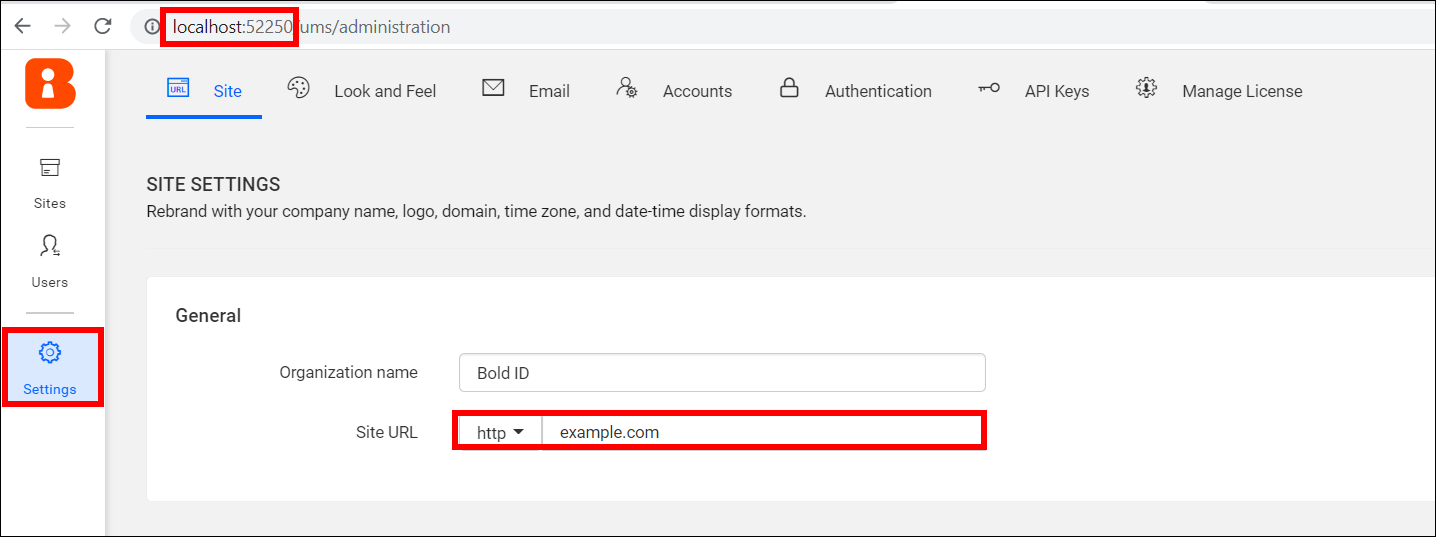 localhost:52250/ums/administration
URL Site Look and Feel Email Accounts Authentication API Keys Manage License
Sites
Users
Settings
SITE SETTINGS
Rebrand with your company name, logo, domain, time zone, and date-time display formats.
General
Organization name Bold ID
Site URL http example.com